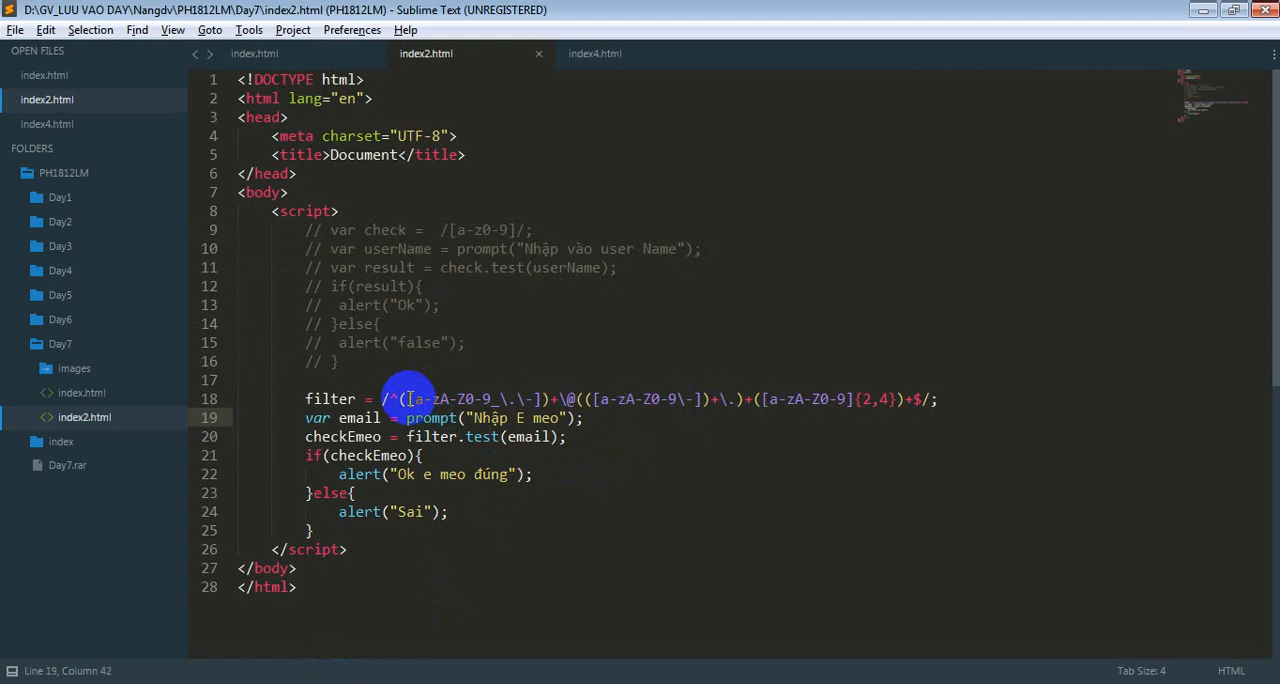 D:\GV_LUU VAO DAY\Nangdv\PH1812LM\Day7\index2.html (PH1812LM) - Sublime Text (UNREGISTERED)
File Edit Selection Find View Goto Tools Project Preferences Help
OPEN FILES
index.html
index2.html
index4.html
FOLDERS
PH1812LM
Day1
Day2
Day3
Day4
Day5
Day6
Day7
images
index.html
index2.html
index
Day7.rar
index.html index2.html × index4.html
1 <!DOCTYPE html>
2 <html lang="en">
3 <head>
4 <meta charset="UTF-8">
5 <title>Document</title>
6 </head>
7 <body>
8 <script>
9 // var check =  /[a-z0-9]/;
10 // var userName = prompt("Nhập vào user Name");
11 // var result = check.test(userName);
12 // if(result){
13 //  alert("Ok");
14 // }else{
15 //  alert("false");
16 // }
17
18 filter = /^([a-zA-Z0-9_\.\-])+\@(([a-zA-Z0-9\-])+\.)+([a-zA-Z0-9]{2,4})+$/;
19 var email = prompt("Nhập E meo");
20 checkEmeo = filter.test(email);
21 if(checkEmeo){
22 alert("Ok e meo đúng");
23 }else{
24 alert("Sai");
25 }
26 </script>
27 </body>
28 </html>
Line 19, Column 42 Tab Size: 4 HTML